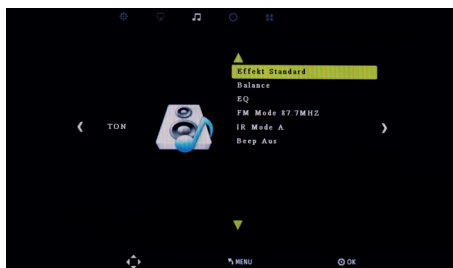 Effekt Standard
Balance
EQ
FM Mode 87.7MHZ
TON
IR Mode A
Beep Aus
MENU
OK